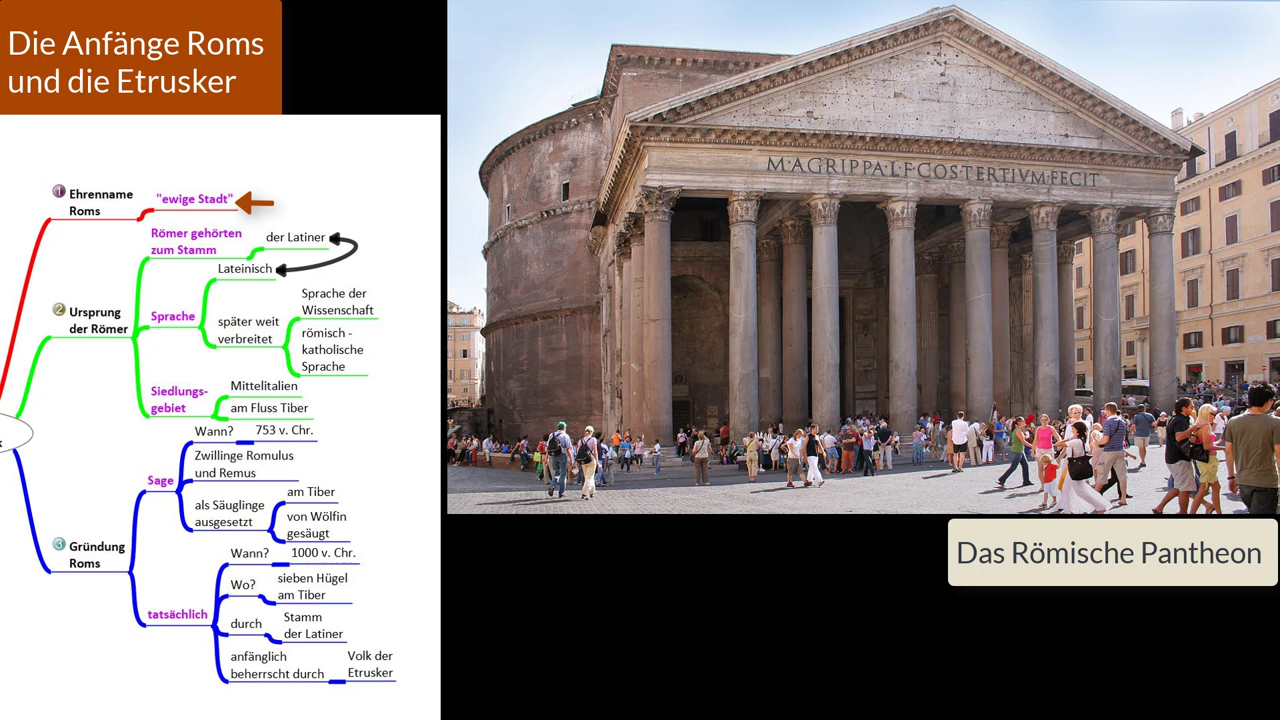 Die Anfänge Roms
und die Etrusker
1 Ehrenname
Roms
"ewige Stadt"
2 Ursprung
der Römer
Römer gehörten
zum Stamm
der Latiner
Sprache
Lateinisch
später weit
verbreitet
Sprache der
Wissenschaft
römisch -
katholische
Sprache
Siedlungs-
gebiet
Mittelitalien
am Fluss Tiber
3 Gründung
Roms
Sage
Wann?
753 v. Chr.
Zwillinge Romulus
und Remus
als Säuglinge
ausgesetzt
am Tiber
von Wölfin
gesäugt
tatsächlich
Wann?
1000 v. Chr.
Wo?
sieben Hügel
am Tiber
durch
Stamm
der Latiner
anfänglich
beherrscht durch
Volk der
Etrusker
M·AGRIPPA·L·F·COS·TERTIVM·FECIT
Das Römische Pantheon